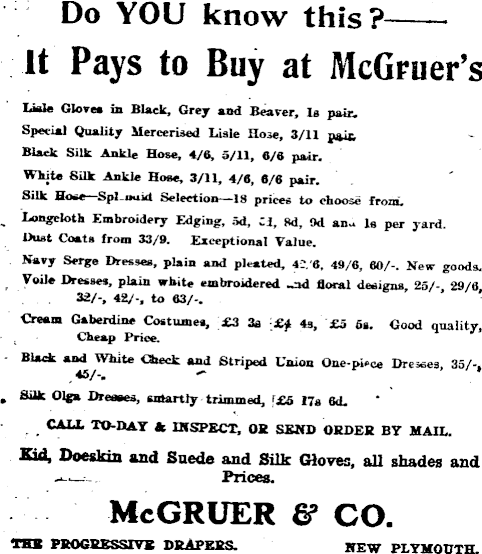 Do YOU know this?——
It Pays to Buy at McGruer's
Lisle Gloves in Black, Grey and Beaver, 1s pair.
Special Quality Mercerised Lisle Hose, 3/11 pair.
Black Silk Ankle Hose, 4/6, 5/11, 6/6 pair.
White Silk Ankle Hose, 3/11, 4/6, 6/6 pair.
Silk Hose—Splendid Selection—18 prices to choose from.
Longcloth Embroidery Edging, 5d, 8d, 9d and 1s per yard.
Dust Coats from 33/9. Exceptional Value.
Navy Serge Dresses, plain and pleated, 49/6, 60/-. New goods.
Voile Dresses, plain white embroidered and floral designs, 25/-, 29/6,
32/-, 42/-, to 63/-.
Cream Gaberdine Costumes, £3 3s £4 4s, £5 5s. Good quality,
Cheap Price.
Black and White Check and Striped Union One-piece Dresses, 35/-,
45/-.
Silk Olga Dresses, smartly trimmed, £5 17s 6d.
CALL TO-DAY & INSPECT, OR SEND ORDER BY MAIL.
Kid, Doeskin and Suede and Silk Gloves, all shades and
Prices.
McGRUER & CO.
THE PROGRESSIVE DRAPERS. NEW PLYMOUTH.